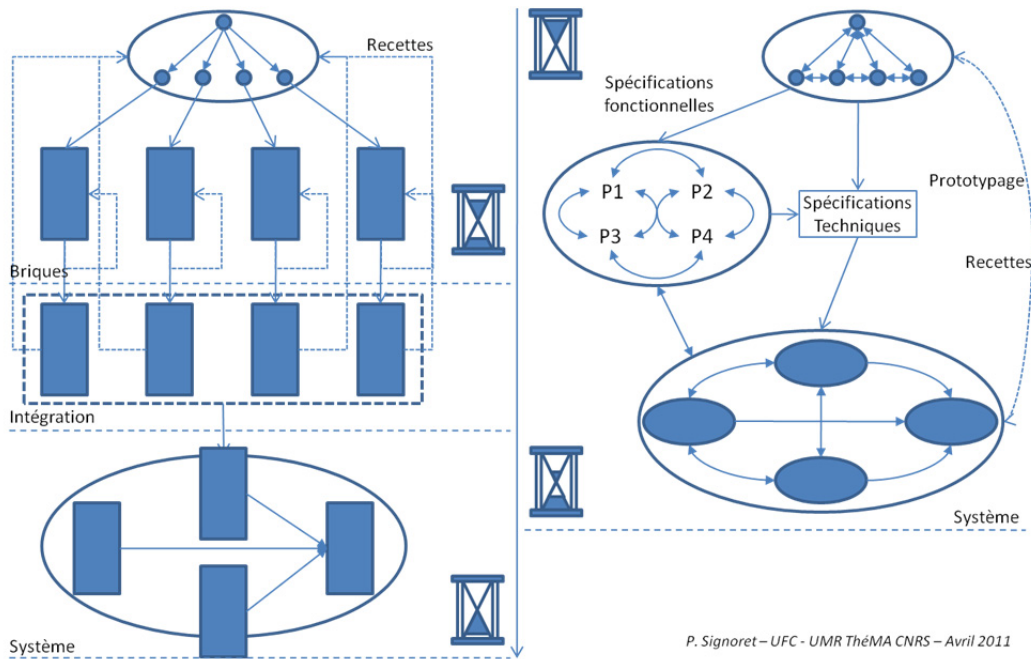 Recettes
Briques
Intégration
Système
Spécifications
fonctionnelles
P1
P2
P3
P4
Spécifications
Techniques
Prototypage
Recettes
Système
P. Signoret – UFC - UMR ThéMA CNRS – Avril 2011